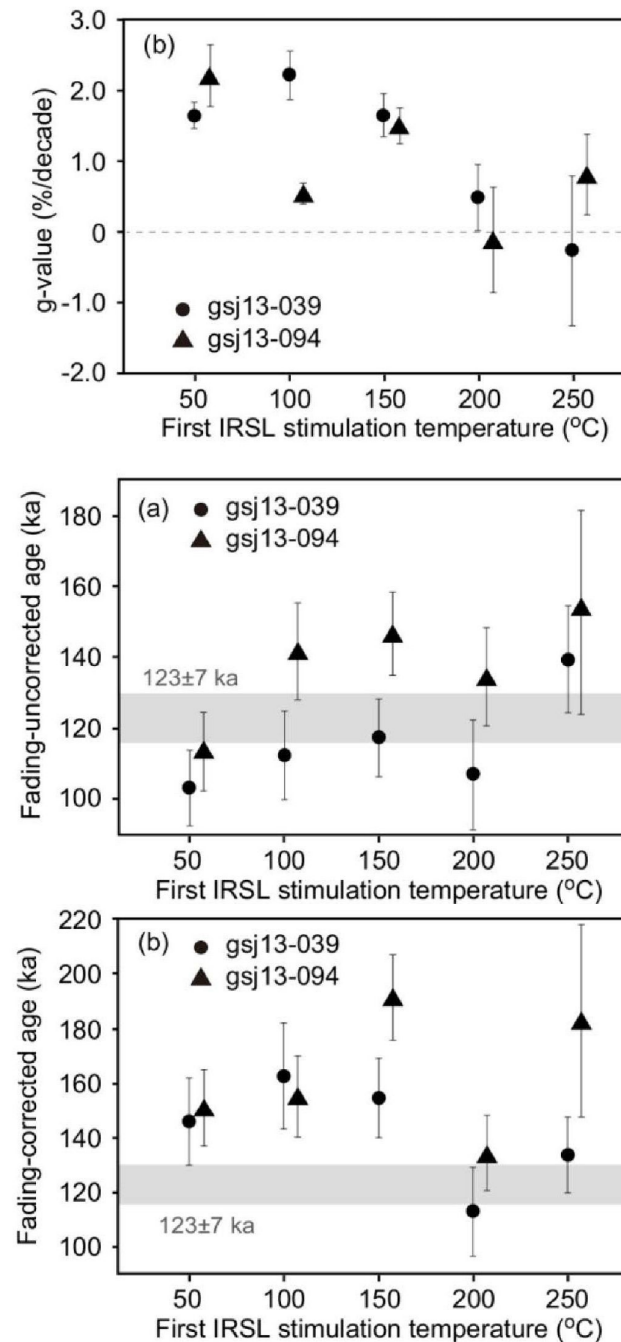 (b)
g-value (%/decade)
3.0
2.0
1.0
0
-1.0
-2.0
gsj13-039
gsj13-094
50 100 150 200 250
First IRSL stimulation temperature (°C)
(a)
gsj13-039
gsj13-094
Fading-uncorrected age (ka)
180
160
140
120
100
123±7 ka
50 100 150 200 250
First IRSL stimulation temperature (°C)
(b)
gsj13-039
gsj13-094
Fading-corrected age (ka)
220
200
180
160
140
120
100
123±7 ka
50 100 150 200 250
First IRSL stimulation temperature (°C)